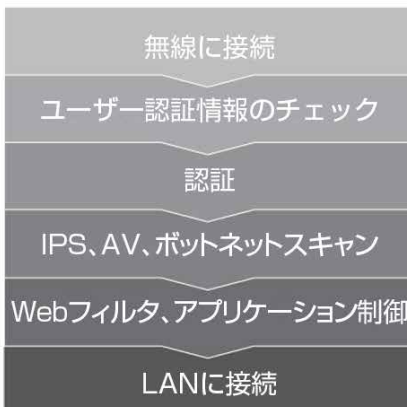 無線に接続
ユーザー認証情報のチェック
認証
IPS、AV、ボットネットスキャン
Webフィルタ、アプリケーション制御
LANに接続